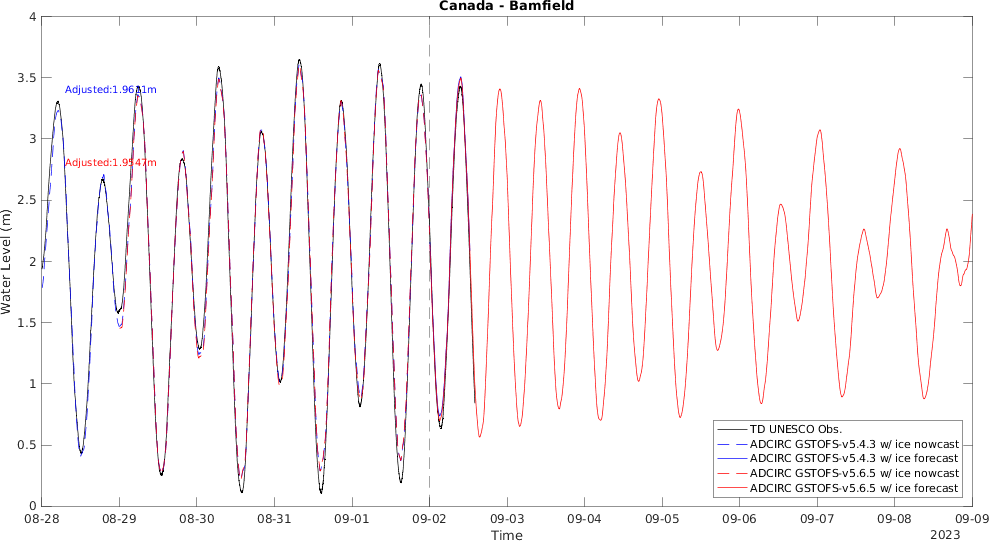 Canada - Bamfield
Water Level (m)
4
3.5
3
2.5
2
1.5
1
0.5
0
Adjusted:1.9611m
Adjusted:1.9547m
TD UNESCO Obs.
ADCIRC GSTOFS-v5.4.3 w/ ice nowcast
ADCIRC GSTOFS-v5.4.3 w/ ice forecast
ADCIRC GSTOFS-v5.6.5 w/ ice nowcast
ADCIRC GSTOFS-v5.6.5 w/ ice forecast
08-28 08-29 08-30 08-31 09-01 09-02 09-03 09-04 09-05 09-06 09-07 09-08 09-09
Time
2023